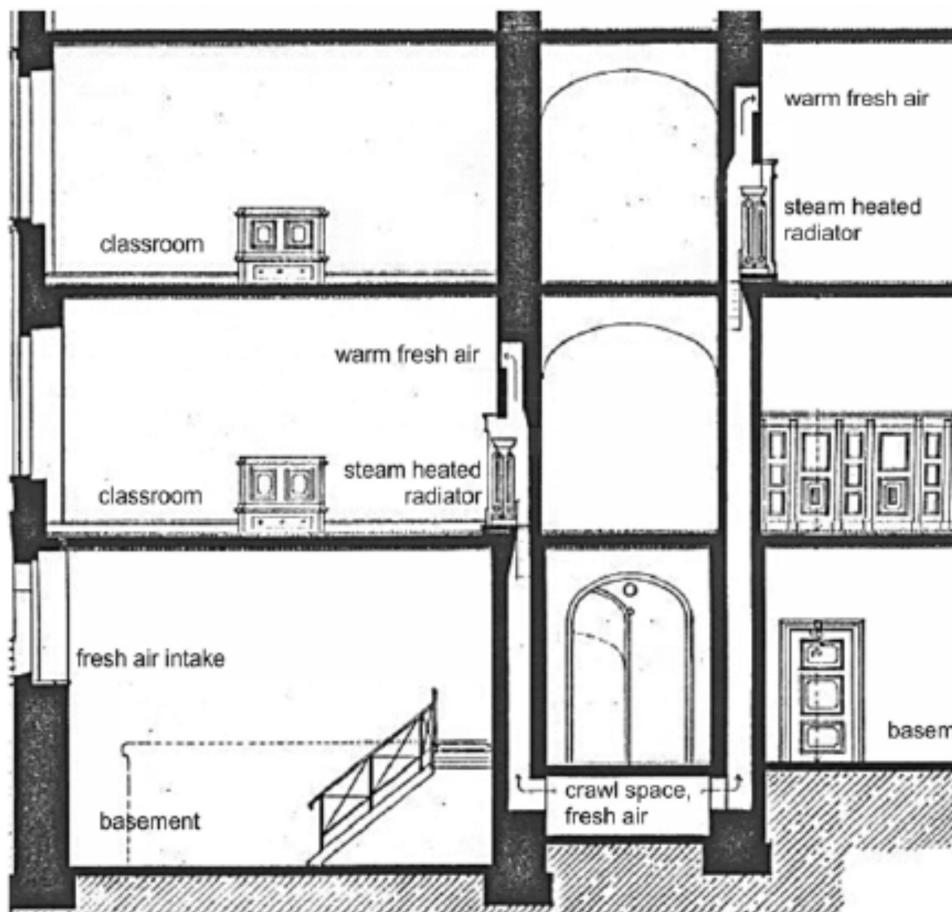 warm fresh air
steam heated
radiator
classroom
warm fresh air
steam heated
radiator
classroom
fresh air intake
basem
crawl space,
fresh air
basement